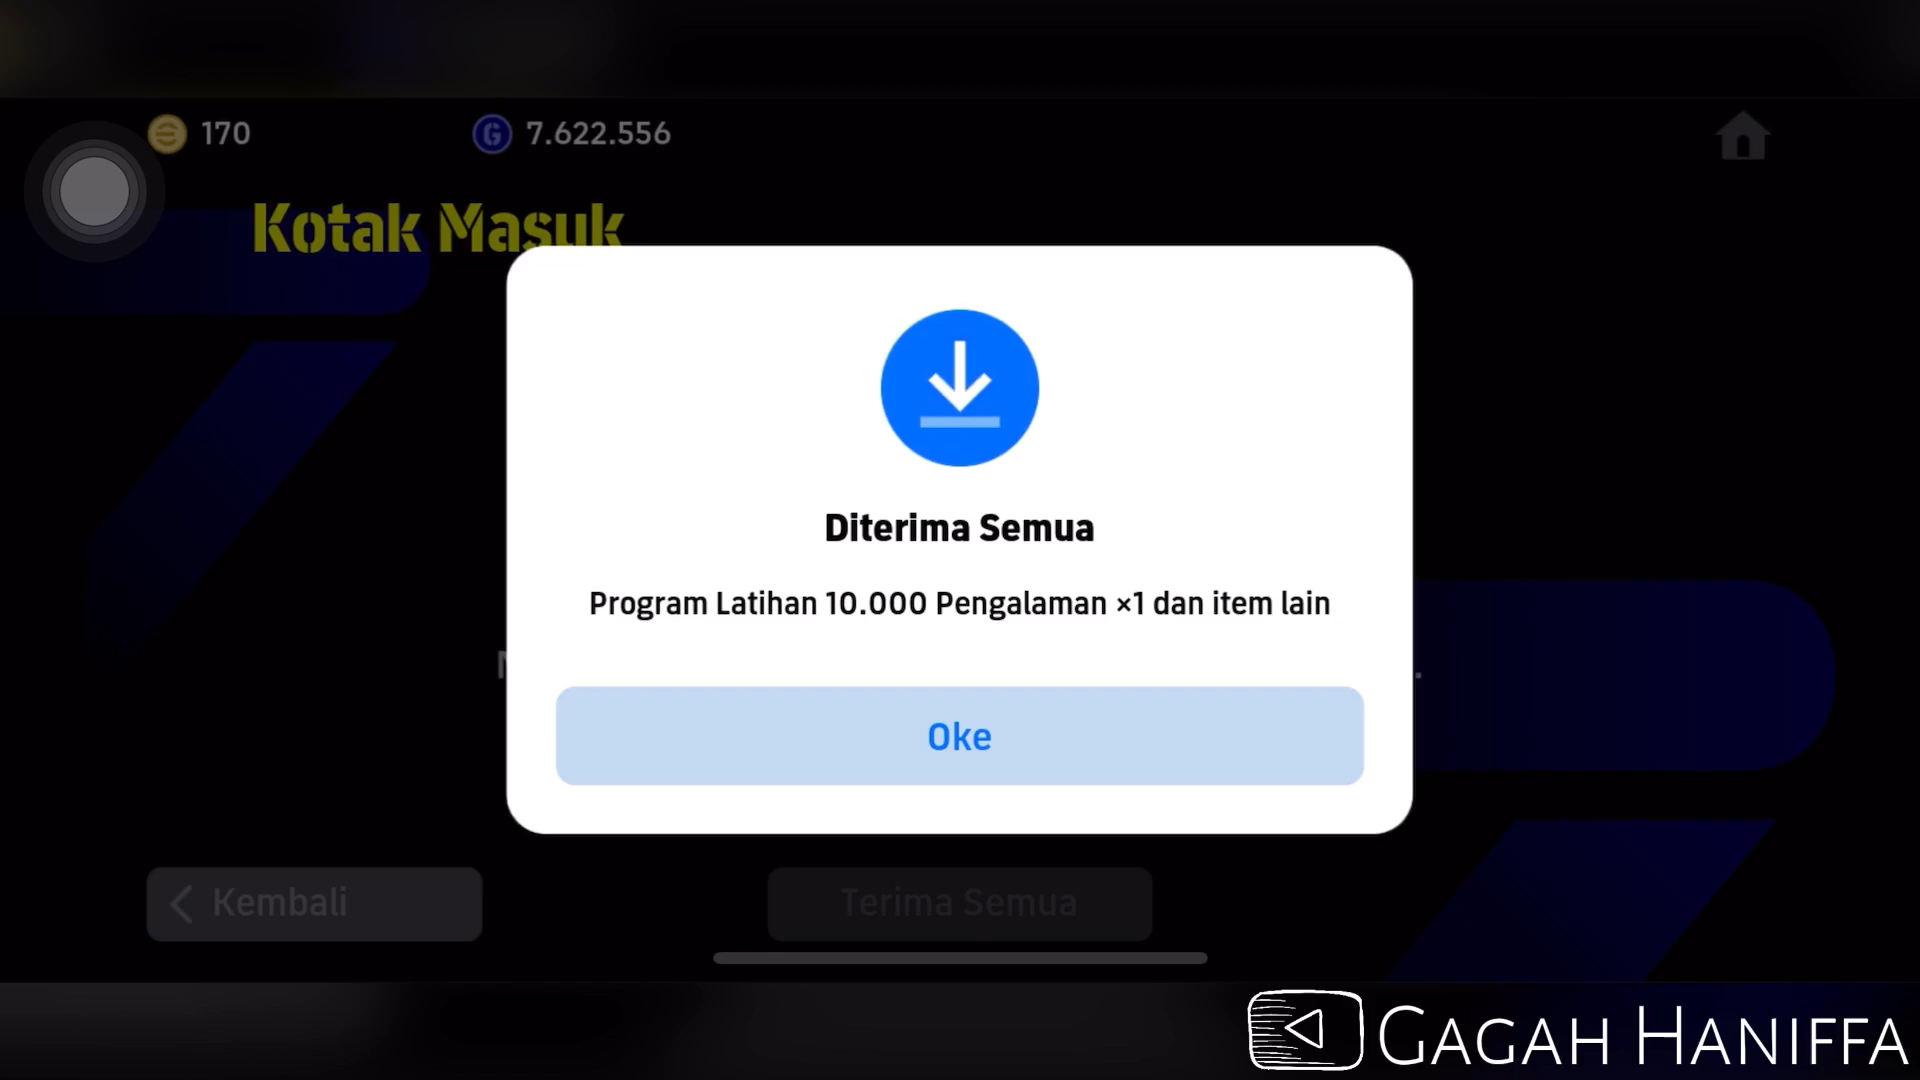 170
7.622.556
Kotak Masuk
Diterima Semua
Program Latihan 10.000 Pengalaman ×1 dan item lain
Oke
Kembali
Terima Semua
GAGAH HANIFFA